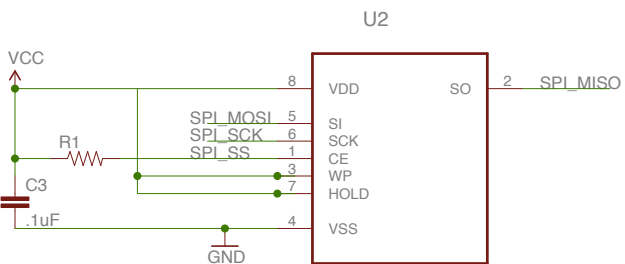 U2
VCC
8 VDD SO 2 SPI_MISO
SPI_MOSI 5 SI
SPI_SCK 6 SCK
R1 SPI_SS 1 CE
3 WP
7 HOLD
C3
.1uF 4 VSS
GND